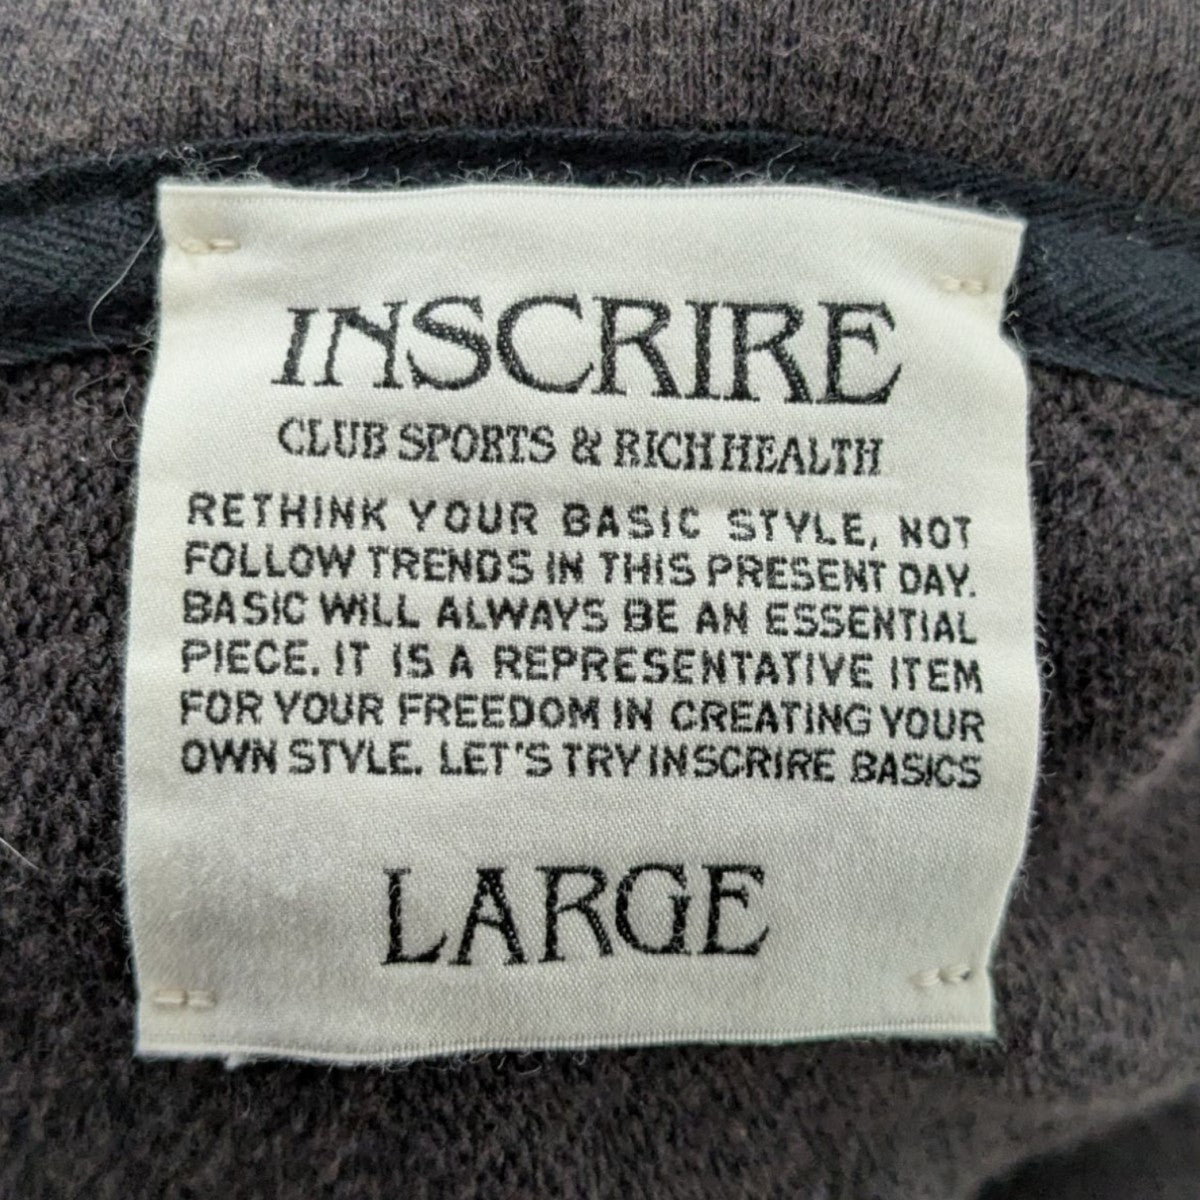 INSCRIRE
CLUB SPORTS & RICH HEALTH
RETHINK YOUR BASIC STYLE, NOT
FOLLOW TRENDS IN THIS PRESENT DAY.
BASIC WILL ALWAYS BE AN ESSENTIAL
PIECE. IT IS A REPRESENTATIVE ITEM
FOR YOUR FREEDOM IN CREATING YOUR
OWN STYLE. LET'S TRY INSCRIRE BASICS
LARGE